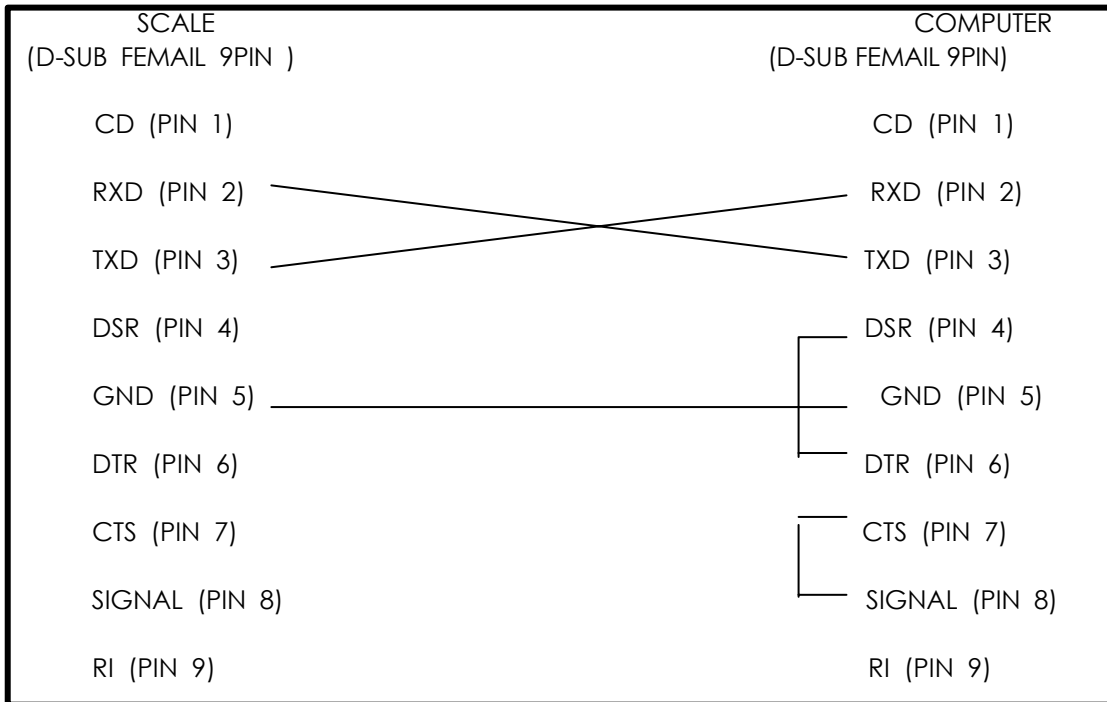 SCALE COMPUTER
(D-SUB FEMAIL 9PIN ) (D-SUB FEMAIL 9PIN)
CD (PIN 1) CD (PIN 1)
RXD (PIN 2) RXD (PIN 2)
TXD (PIN 3) TXD (PIN 3)
DSR (PIN 4) DSR (PIN 4)
GND (PIN 5) GND (PIN 5)
DTR (PIN 6) DTR (PIN 6)
CTS (PIN 7) CTS (PIN 7)
SIGNAL (PIN 8) SIGNAL (PIN 8)
RI (PIN 9) RI (PIN 9)